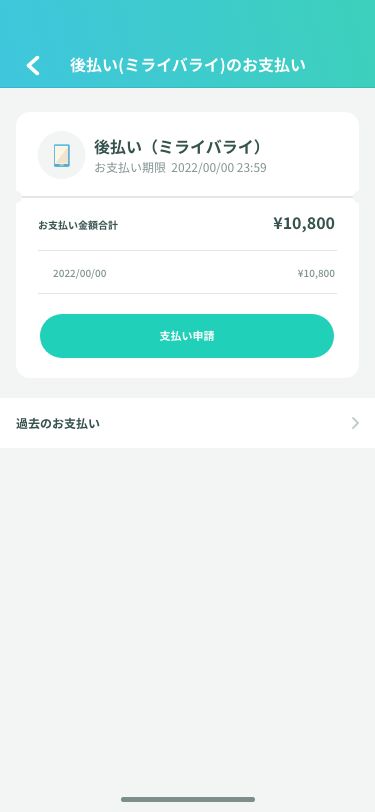 後払い(ミライバライ)のお支払い
後払い（ミライバライ）
お支払い期限 2022/00/00 23:59
お支払い金額合計
¥10,800
2022/00/00
¥10,800
支払い申請
過去のお支払い